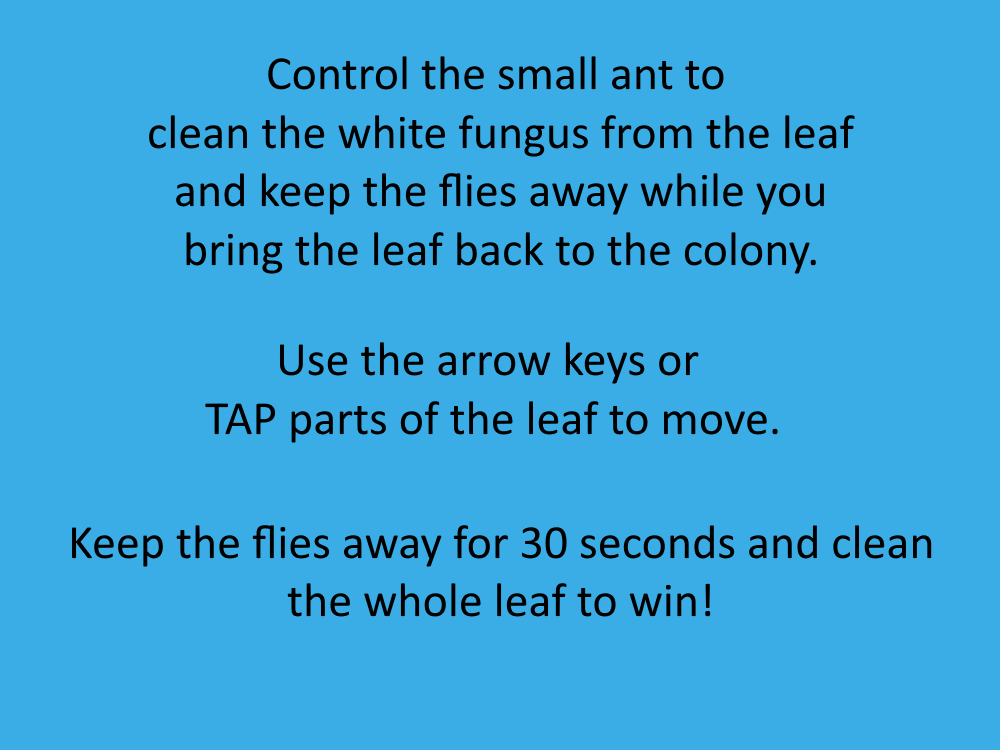 Control the small ant to
clean the white fungus from the leaf
and keep the flies away while you
bring the leaf back to the colony.
Use the arrow keys or
TAP parts of the leaf to move.
Keep the flies away for 30 seconds and clean
the whole leaf to win!